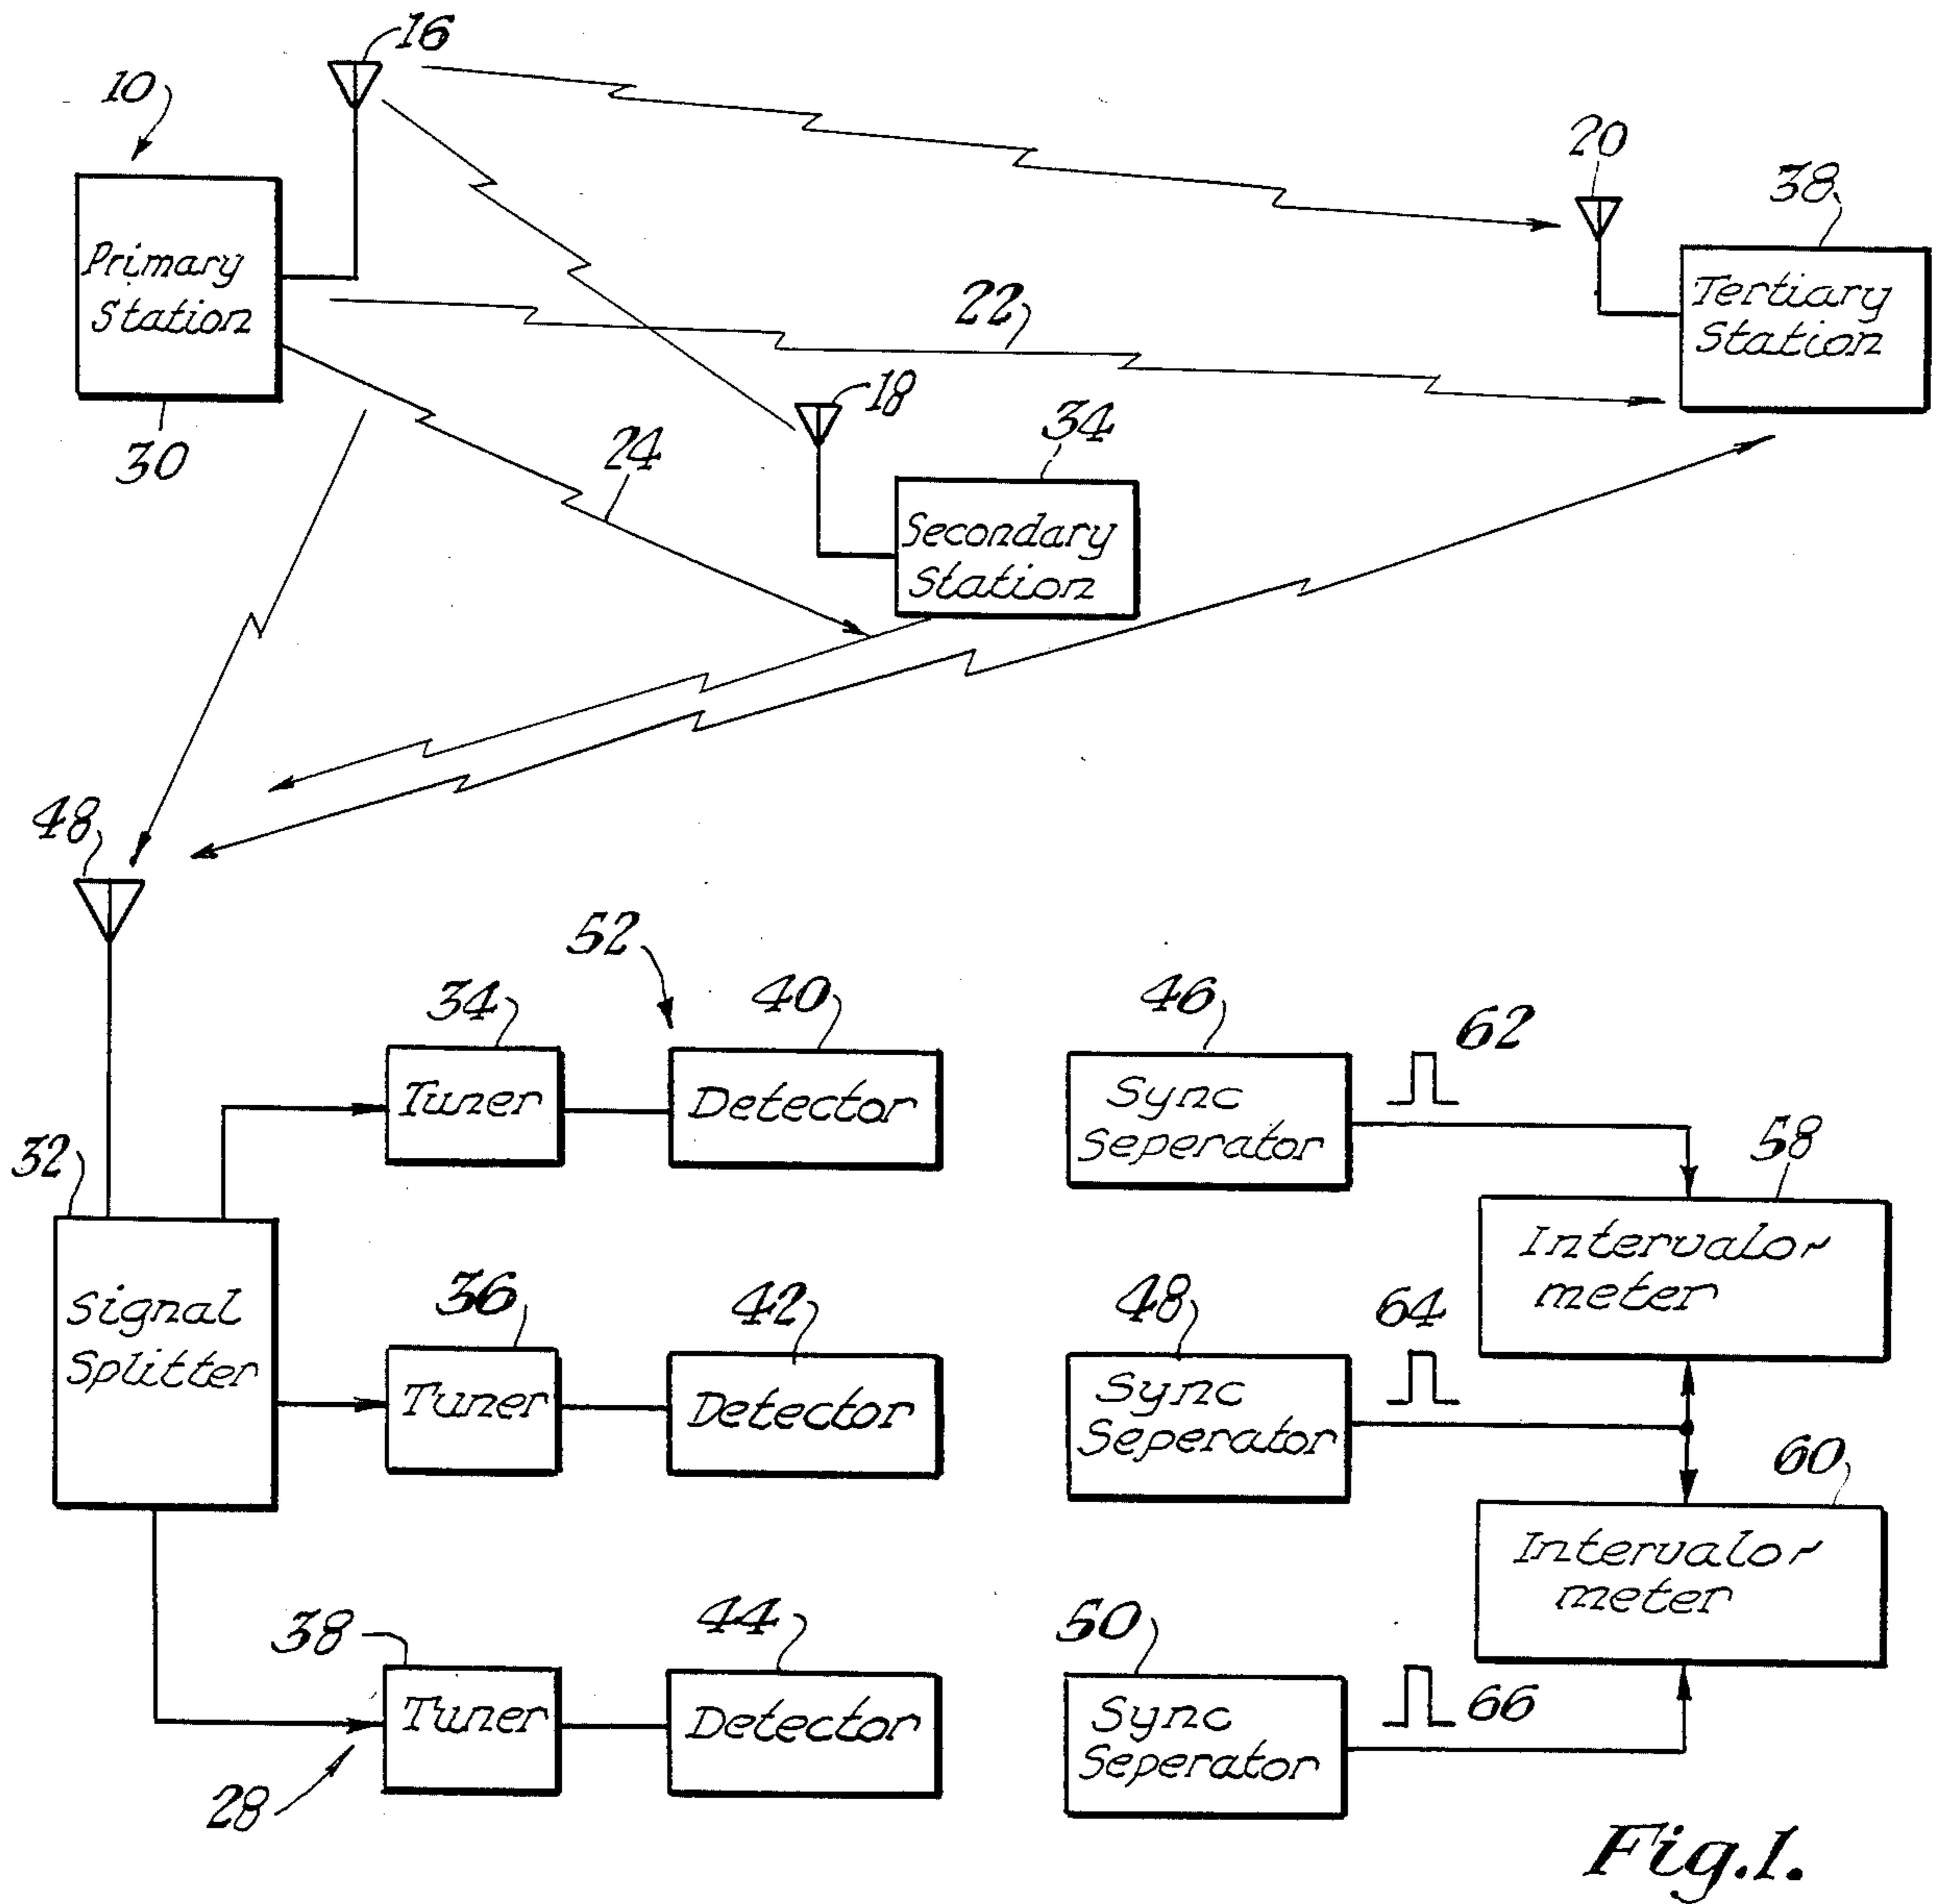 16
10
20
38
Primary
Station
Tertiary
Station
22
18
34
30
24
Secondary
Station
48
52
34
40
46
62
Tuner
Detector
Sync
Seperator
32
58
Signal
Splitter
36
42
48
64
Intervalor
meter
Tuner
Detector
Sync
Seperator
60
Intervalor
meter
38
44
50
66
Tuner
Detector
Sync
Seperator
28
Fig.1.